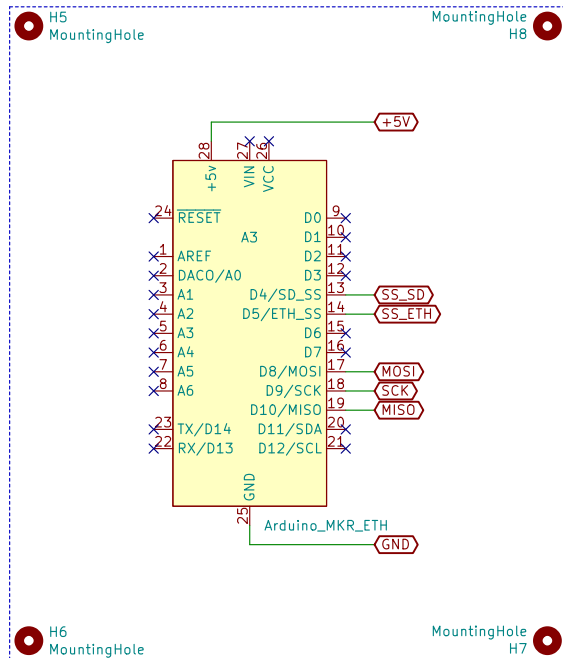 H5
MountingHole
MountingHole
H8
+5V
28
27
26
+5v
VIN
VCC
24
RESET
D0
9
A3
D1
10
1
AREF
D2
11
2
DACO/A0
D3
12
3
A1
D4/SD_SS
13
SS_SD
4
A2
D5/ETH_SS
14
SS_ETH
5
A3
D6
15
6
A4
D7
16
7
A5
D8/MOSI
17
MOSI
8
A6
D9/SCK
18
SCK
D10/MISO
19
MISO
23
TX/D14
D11/SDA
20
22
RX/D13
D12/SCL
21
GND
25
Arduino_MKR_ETH
GND
H6
MountingHole
MountingHole
H7